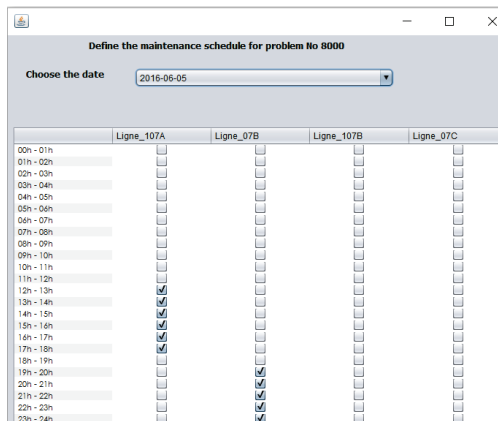 Define the maintenance schedule for problem No 8000
Choose the date 2016-06-05
Ligne_107A Ligne_07B Ligne_107B Ligne_07C
00h - 01h
01h - 02h
02h - 03h
03h - 04h
04h - 05h
05h - 06h
06h - 07h
07h - 08h
08h - 09h
09h - 10h
10h - 11h
11h - 12h
12h - 13h
13h - 14h
14h - 15h
15h - 16h
16h - 17h
17h - 18h
18h - 19h
19h - 20h
20h - 21h
21h - 22h
22h - 23h
23h - 24h